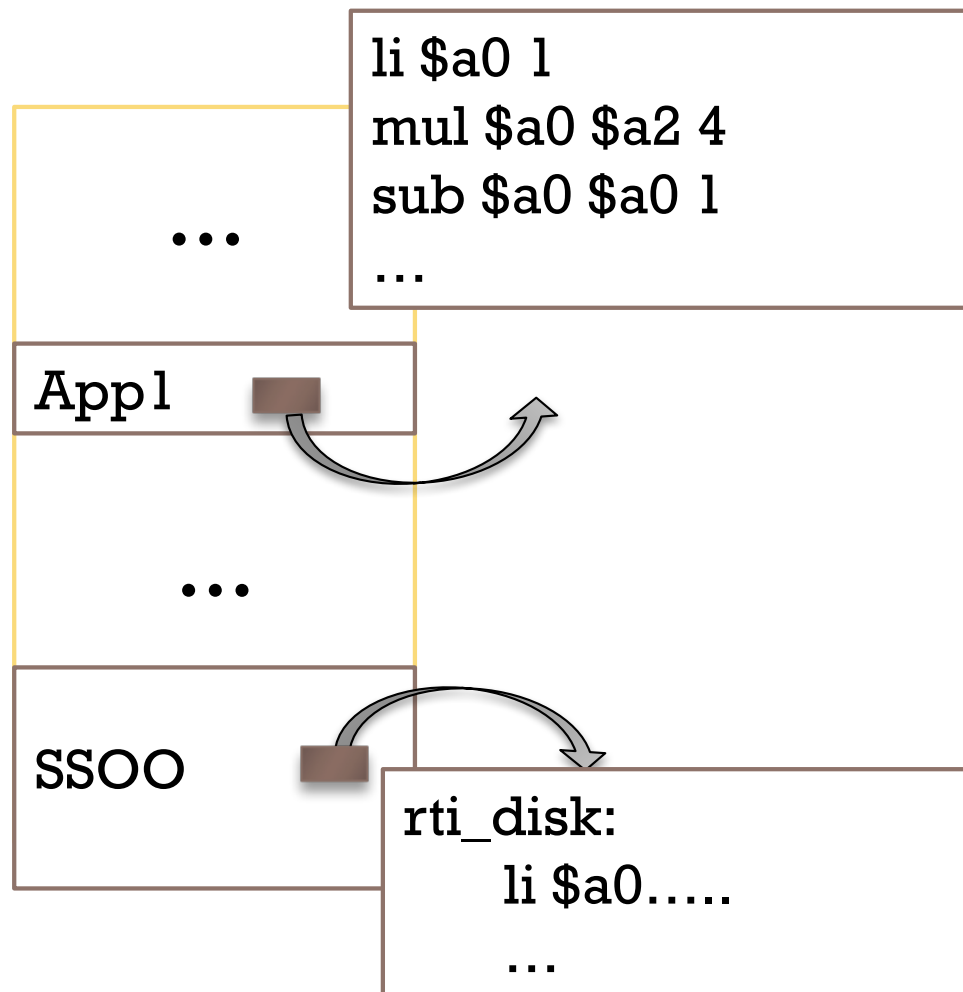 li $a0 1
mul $a0 $a2 4
sub $a0 $a0 1
…
…
App1
…
SSOO
rti_disk:
li $a0…..
…